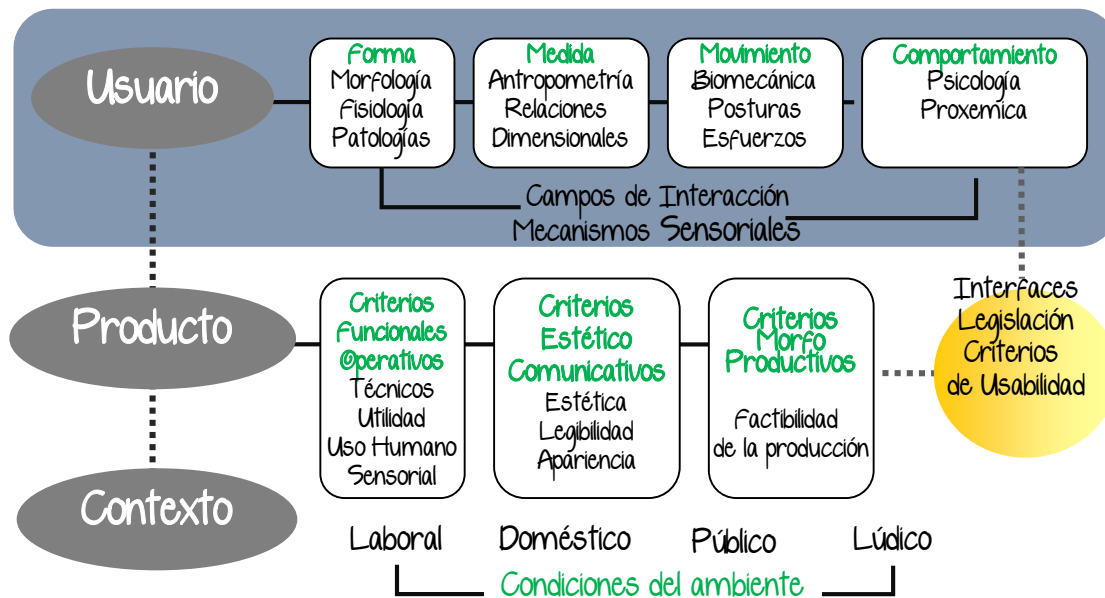 Usuario
Forma
Morfología
Fisiología
Patologías
Medida
Antropometría
Relaciones
Dimensionales
Movimiento
Biomecánica
Posturas
Esfuerzos
Comportamiento
Psicología
Proxemica
Campos de Interacción
Mecanismos Sensoriales
Producto
Criterios
Funcionales
Operativos
Técnicos
Utilidad
Uso Humano
Sensorial
Criterios
Estético
Comunicativos
Estética
Legibilidad
Apariencia
Criterios
Morfo
Productivos
Factibilidad
de la producción
Interfaces
Legislación
Criterios
de Usabilidad
Contexto
Laboral
Doméstico
Público
Lúdico
Condiciones del ambiente